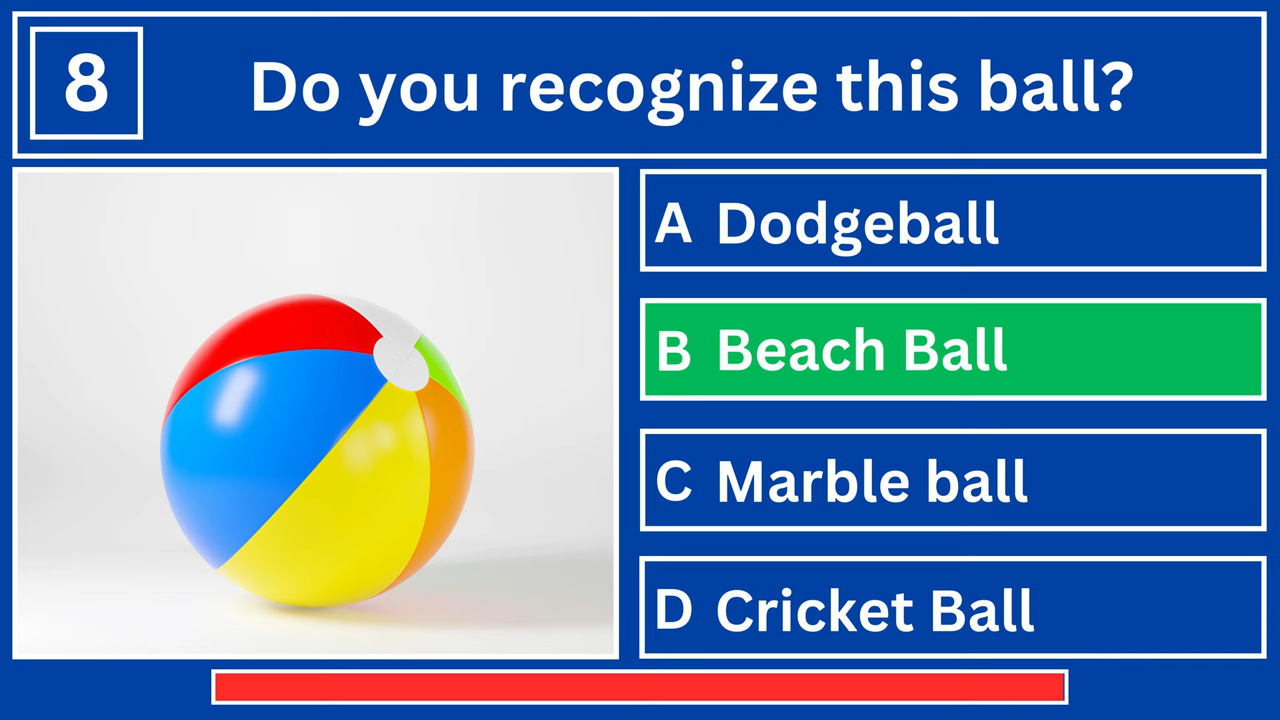 8
Do you recognize this ball?
A Dodgeball
B Beach Ball
C Marble ball
D Cricket Ball